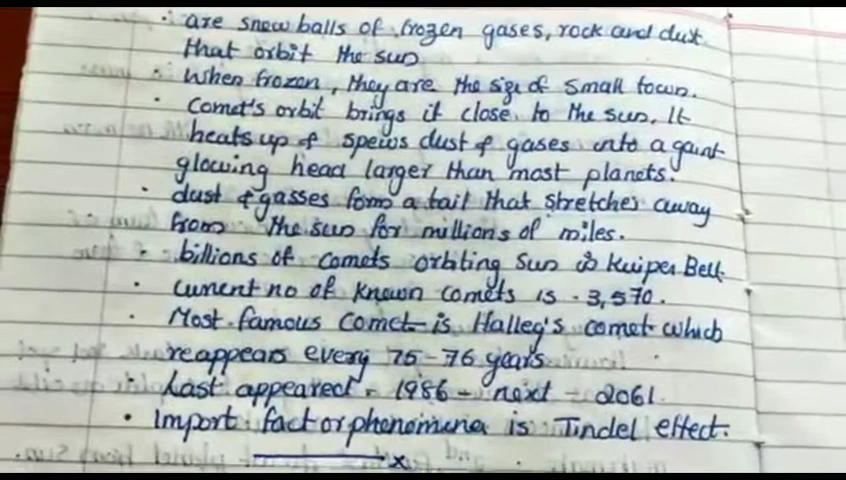 • are snow balls of frozen gases, rock and dust.
that orbit the sun
• When frozen, they are the size of small town.
• Comet's orbit brings it close to the sun, It
heats up & spews dust & gases into a gaint
glowing head larger than most planets.
• dust & gasses form a tail that stretches away
from the sun for millions of miles.
• billions of comets orbiting Sun in Kuiper Belt.
• current no of known comets is - 3,570.
• Most famous comet is Halley's comet which
reappears every 75-76 years
• Last appeared - 1986 - next - 2061.
• Import fact or phenomena is Tindel effect.